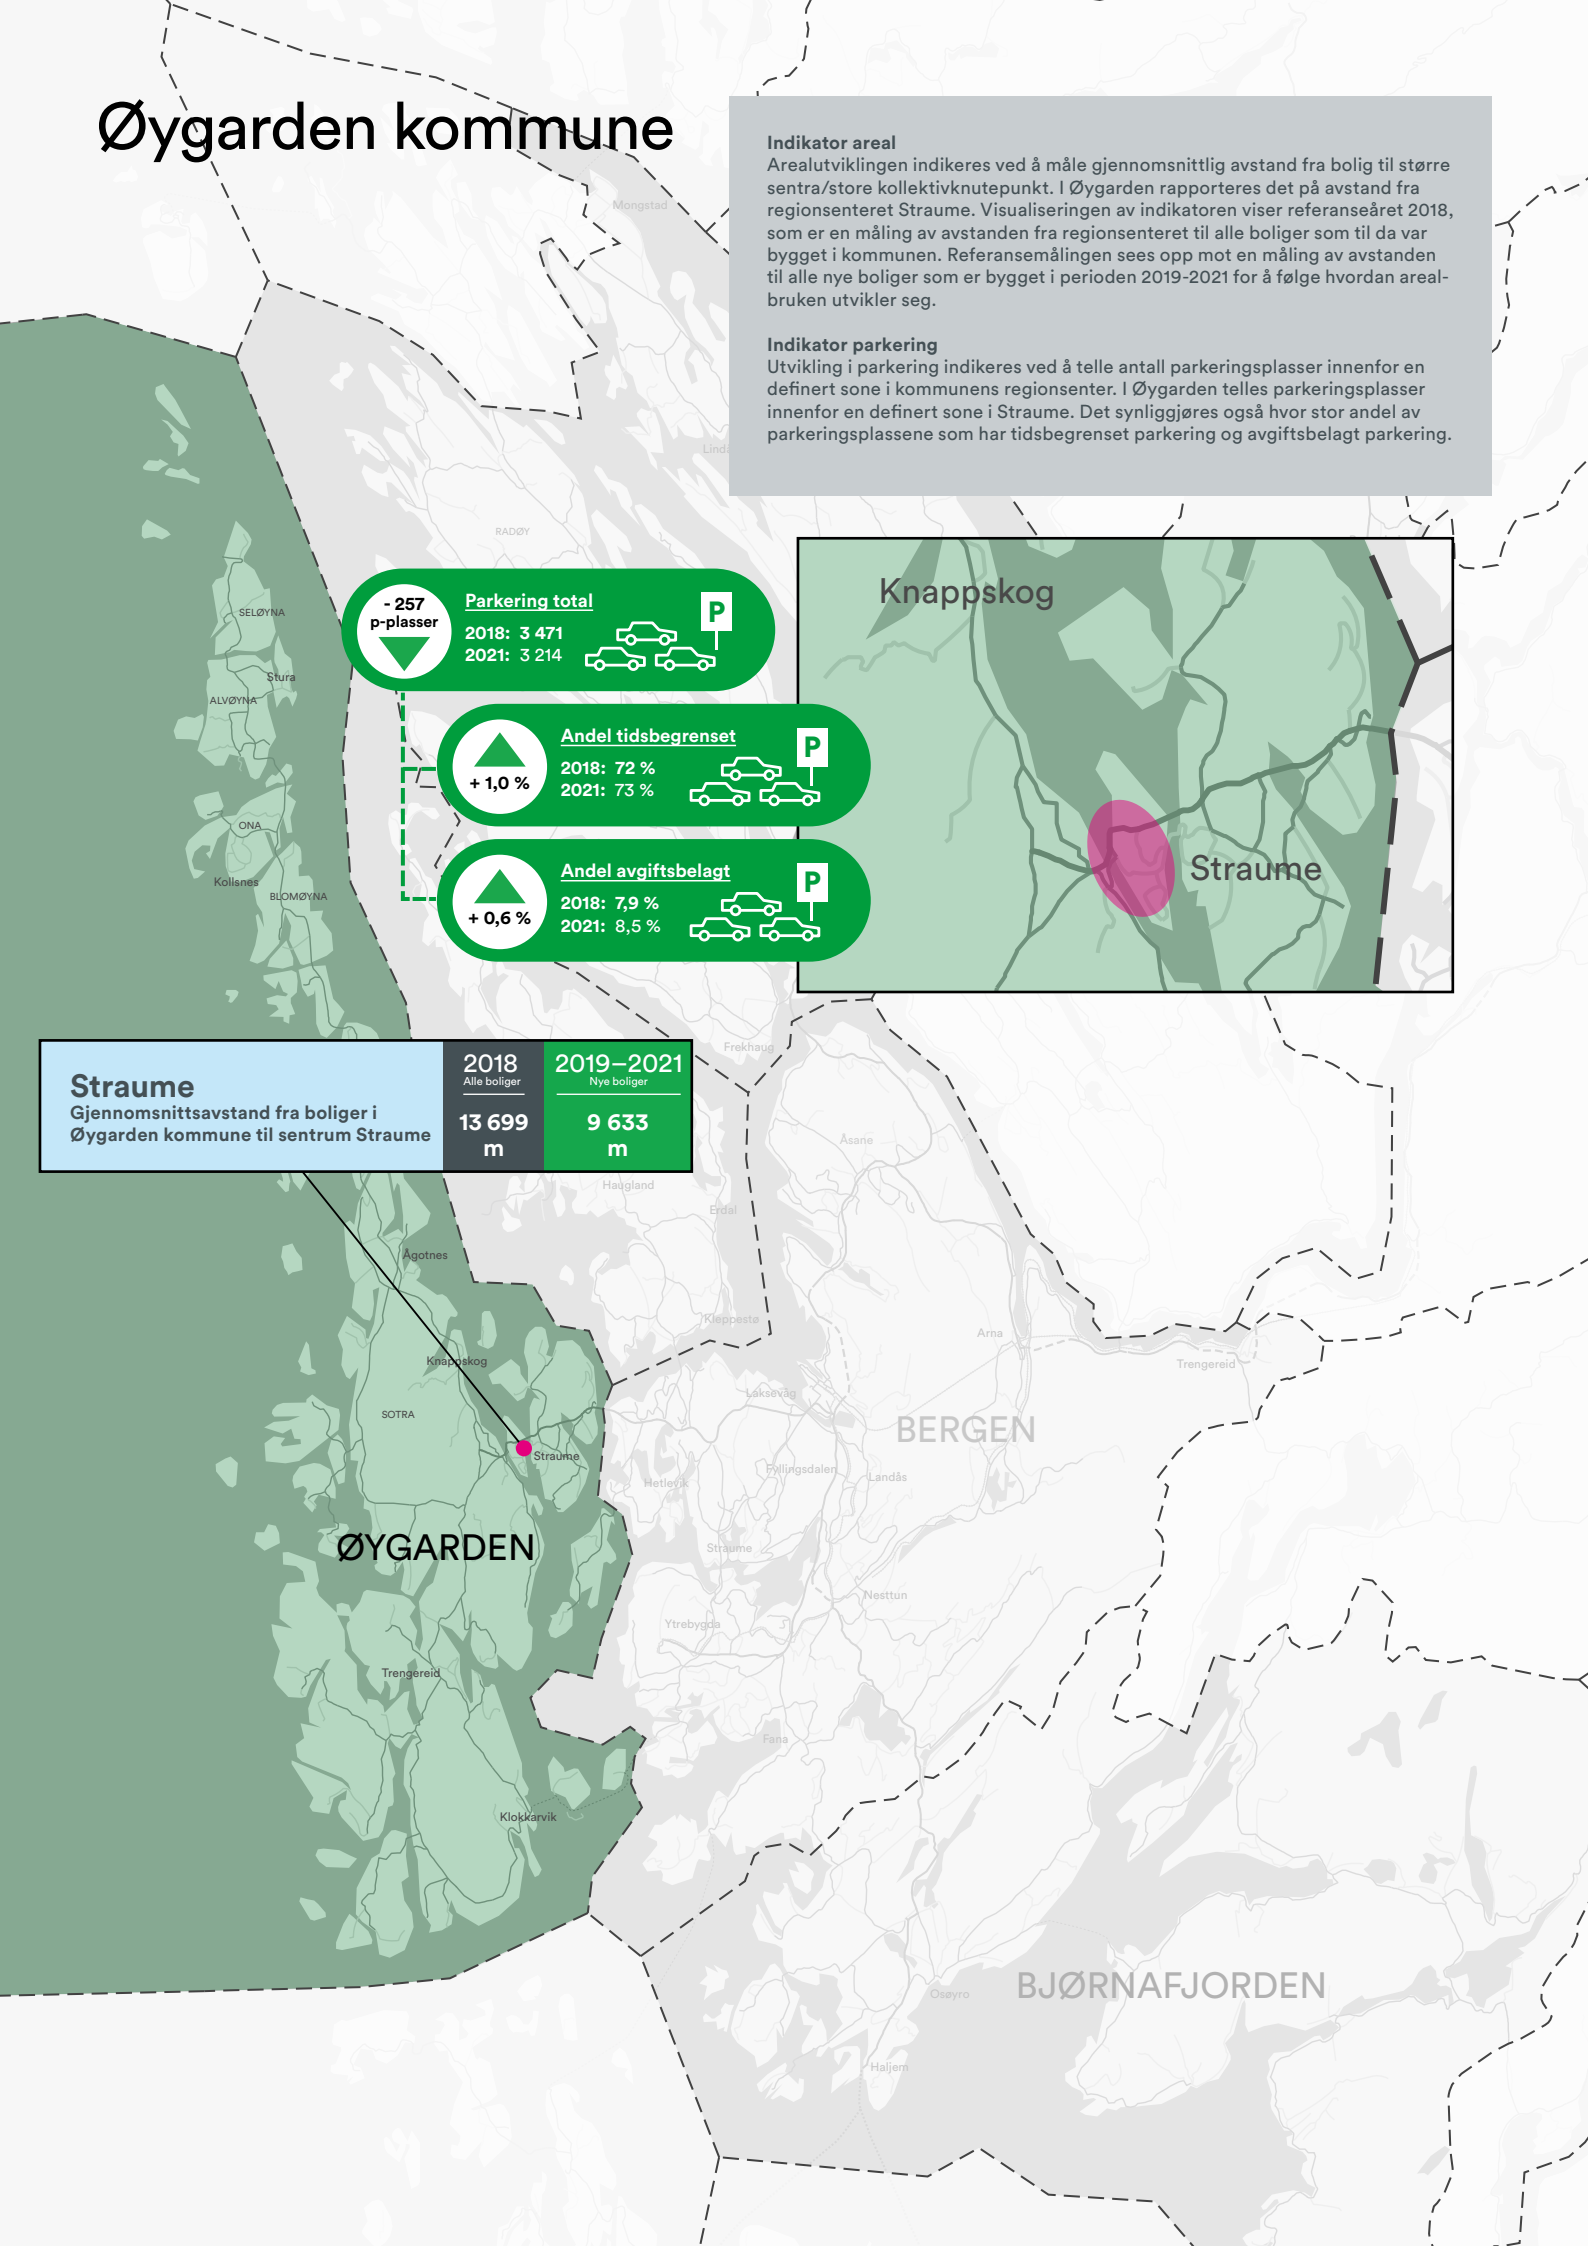 Øygarden kommune
Indikator areal
Arealutviklingen indikeres ved å måle gjennomsnittlig avstand fra bolig til større
sentra/store kollektivknutepunkt. I Øygarden rapporteres det på avstand fra
regionsenteret Straume. Visualiseringen av indikatoren viser referanseåret 2018,
som er en måling av avstanden fra regionsenteret til alle boliger som til da var
bygget i kommunen. Referansemålingen sees opp mot en måling av avstanden
til alle nye boliger som er bygget i perioden 2019-2021 for å følge hvordan areal-
bruken utvikler seg.
Indikator parkering
Utvikling i parkering indikeres ved å telle antall parkeringsplasser innenfor en
definert sone i kommunens regionsenter. I Øygarden telles parkeringsplasser
innenfor en definert sone i Straume. Det synliggjøres også hvor stor andel av
parkeringsplassene som har tidsbegrenset parkering og avgiftsbelagt parkering.
Mongstad
RADØY
- 257
p-plasser
Parkering total
2018: 3 471
2021: 3 214
P
+ 1,0 %
Andel tidsbegrenset
2018: 72 %
2021: 73 %
P
+ 0,6 %
Andel avgiftsbelagt
2018: 7,9 %
2021: 8,5 %
P
Knappskog
Straume
SELØYNA
Stura
ALVØYNA
ONA
Kollsnes
BLOMØYNA
Straume
Gjennomsnittsavstand fra boliger i
Øygarden kommune til sentrum Straume
2018
Alle boliger
13 699
m
2019–2021
Nye boliger
9 633
m
Frekhaug
Åsane
Haugland
Erdal
Ågotnes
Kleppestø
Arna
Trengereid
Knappskog
Laksevåg
SOTRA
BERGEN
Straume
Fyllingsdalen
Landås
Hetlevik
ØYGARDEN
Straume
Nesttun
Ytrebygda
Trengereid
Fana
Klokkarvik
BJØRNAFJORDEN
Osøyro
Haljem